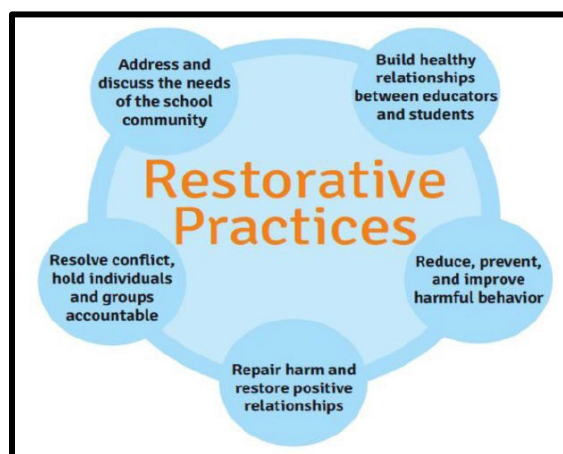 Address and
discuss the needs
of the school
community
Build healthy
relationships
between educators
and students
Restorative
Practices
Resolve conflict,
hold individuals
and groups
accountable
Reduce, prevent,
and improve
harmful behavior
Repair harm and
restore positive
relationships